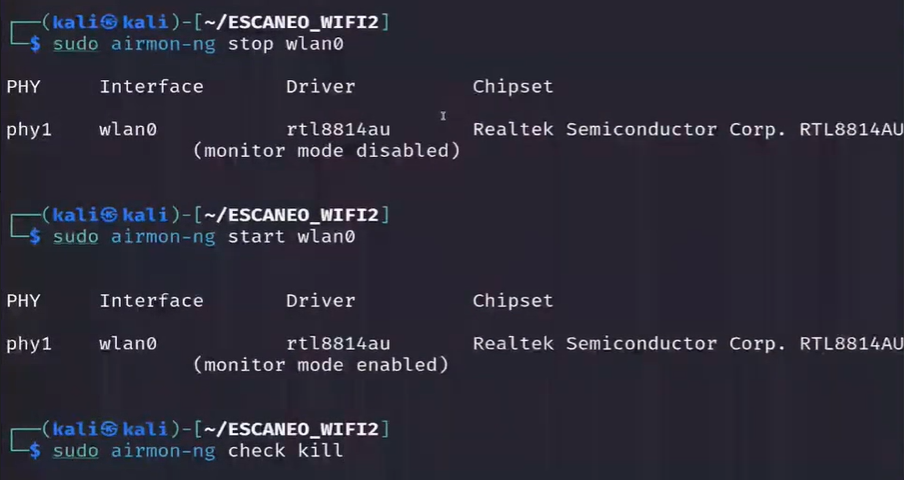 ┌──(kali㉿kali)-[~/ESCANEO_WIFI2]
└─$ sudo airmon-ng stop wlan0
PHY Interface Driver Chipset
phy1 wlan0 rtl8814au Realtek Semiconductor Corp. RTL8814AU
(monitor mode disabled)
┌──(kali㉿kali)-[~/ESCANEO_WIFI2]
└─$ sudo airmon-ng start wlan0
PHY Interface Driver Chipset
phy1 wlan0 rtl8814au Realtek Semiconductor Corp. RTL8814AU
(monitor mode enabled)
┌──(kali㉿kali)-[~/ESCANEO_WIFI2]
└─$ sudo airmon-ng check kill